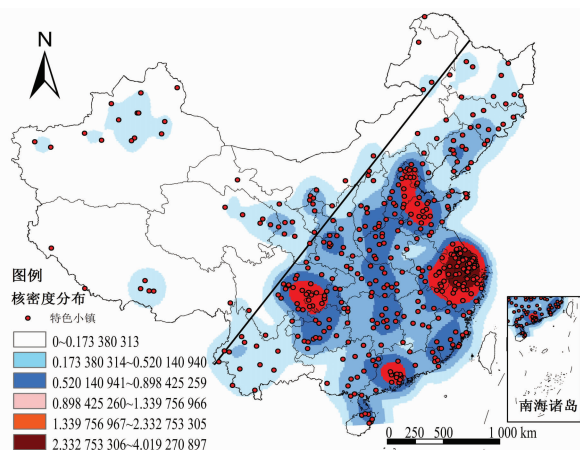 N
图例
核密度分布
特色小镇
0~0.173 380 313
0.173 380 314~0.520 140 940
0.520 140 941~0.898 425 259
0.898 425 260~1.339 756 966
1.339 756 967~2.332 753 305
2.332 753 306~4.019 270 897
南海诸岛
0 250 500 1 000 km